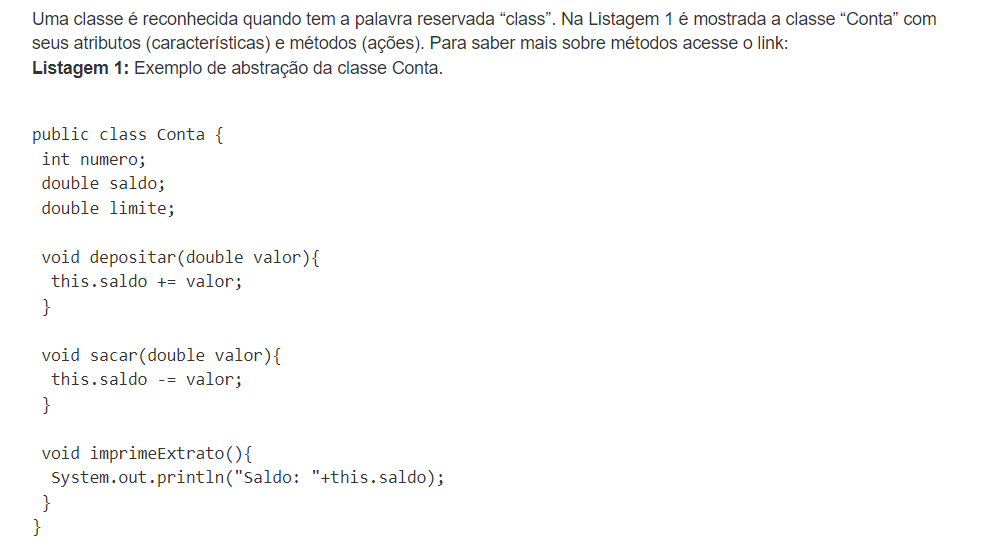 Uma classe é reconhecida quando tem a palavra reservada “class”. Na Listagem 1 é mostrada a classe “Conta” com
seus atributos (características) e métodos (ações). Para saber mais sobre métodos acesse o link:
Listagem 1: Exemplo de abstração da classe Conta.
public class Conta {
int numero;
double saldo;
double limite;
void depositar(double valor){
this.saldo += valor;
}
void sacar(double valor){
this.saldo -= valor;
}
void imprimeExtrato(){
System.out.println("Saldo: "+this.saldo);
}
}